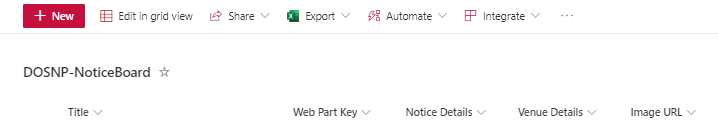 + New Edit in grid view Share Export Automate Integrate ...
DOSNP-NoticeBoard
Title Web Part Key Notice Details Venue Details Image URL